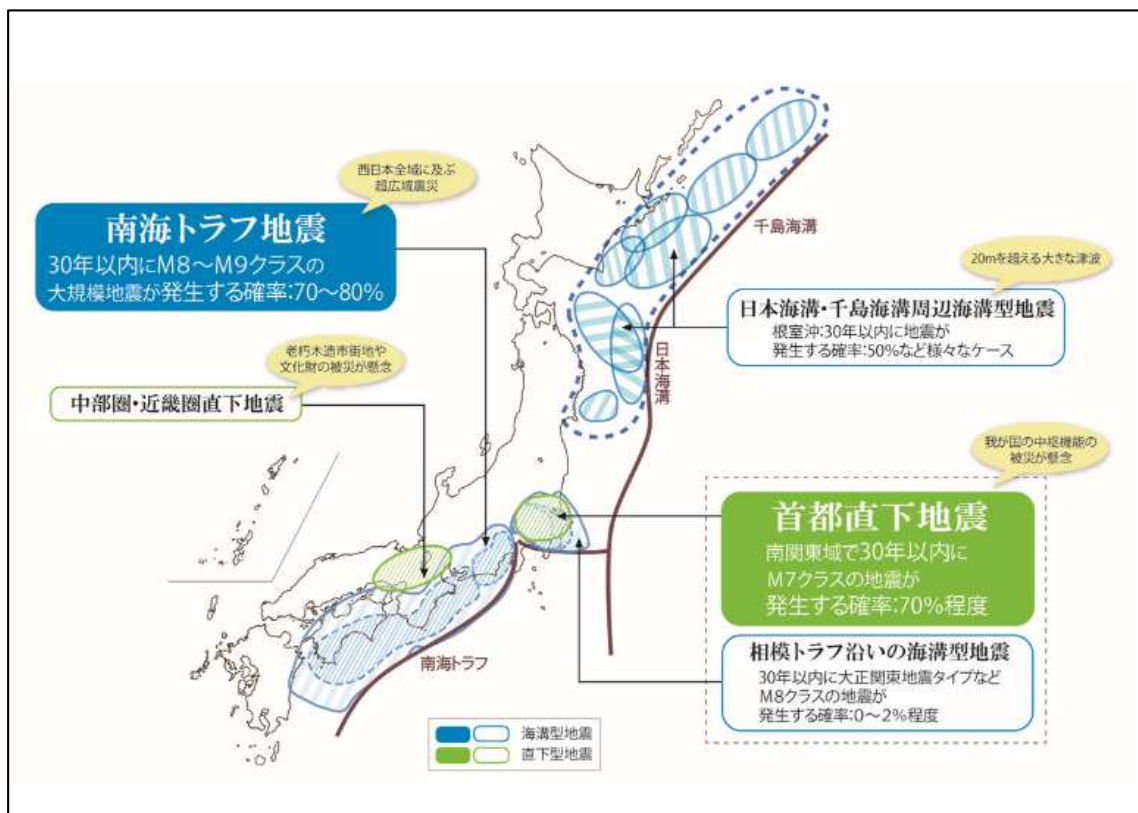 西日本全域に及ぶ
超広域震災
南海トラフ地震
30年以内にM8～M9クラスの
大規模地震が発生する確率:70～80%
老朽木造市街地や
文化財の被災が懸念
中部圏・近畿圏直下地震
千島海溝
20mを超える大きな津波
日本海溝・千島海溝周辺海溝型地震
根室沖:30年以内に地震が
発生する確率:50%など様々なケース
日本海溝
我が国の中枢機能の
被災が懸念
首都直下地震
南関東域で30年以内に
M7クラスの地震が
発生する確率:70%程度
相模トラフ沿いの海溝型地震
30年以内に大正関東地震タイプなど
M8クラスの地震が
発生する確率:0～2%程度
南海トラフ
海溝型地震
直下型地震